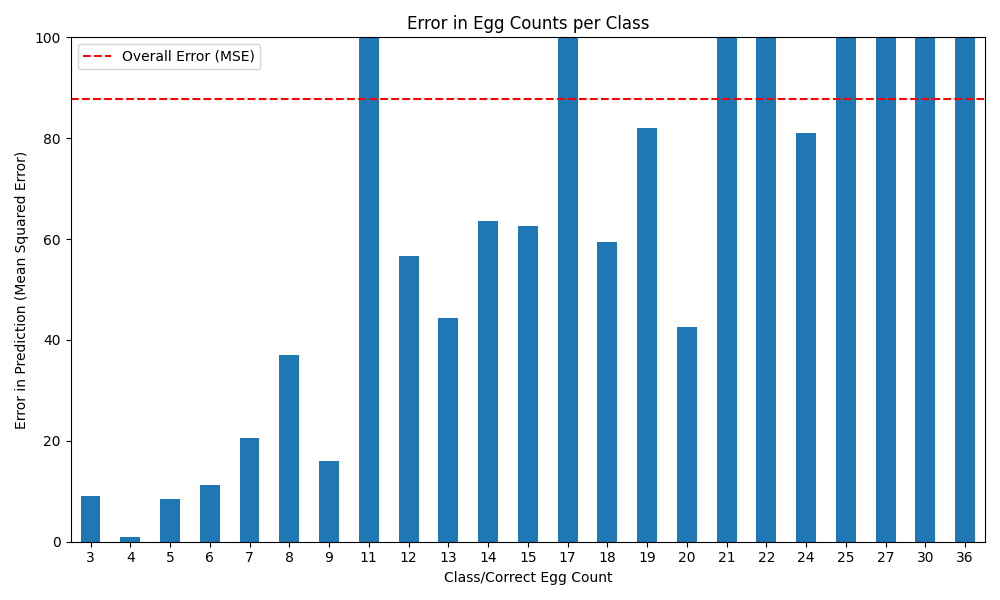 Error in Egg Counts per Class
Overall Error (MSE)
Error in Prediction (Mean Squared Error)
100
80
60
40
20
0
3 4 5 6 7 8 9 11 12 13 14 15 17 18 19 20 21 22 24 25 27 30 36
Class/Correct Egg Count